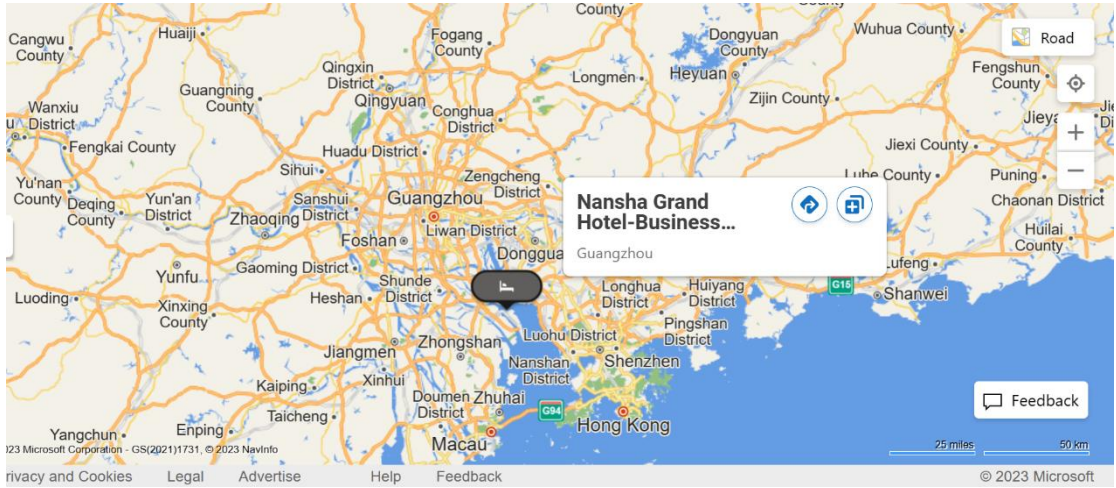 County
Huaiji
Cangwu
County
Fogang
County
Dongyuan
County
Wuhua County
Road
Qingxin
District
Longmen
Heyuan
Fengshun
County
Guangning
County
Qingyuan
Conghua
District
Zijin County
Wanxiu
District
Jieya
Fengkai County
Huadu District
Jiexi County
Sihui
Zengcheng
District
Luhe County
Puning
Yu'nan
County
Deqing
County
Yun'an
District
Sanshui
District
Guangzhou
Nansha Grand
Hotel-Business...
Guangzhou
Chaonan District
Zhaoqing
Liwan District
Huilai
County
Foshan
Donggua
Lufeng
Yunfu
Gaoming District
Shunde
District
Longhua
District
Huiyang
District
G15
Shanwei
Luoding
Xinxing
County
Heshan
Pingshan
District
Jiangmen
Zhongshan
Luohu District
Nanshan
District
Shenzhen
Kaiping
Xinhui
Doumen
District
Zhuhai
G94
Feedback
Taicheng
Hong Kong
Yangchun
Enping
Macau
25 miles
50 km
023 Microsoft Corporation - GS(2021)1731, © 2023 NavInfo
rivacy and Cookies
Legal
Advertise
Help
Feedback
© 2023 Microsoft